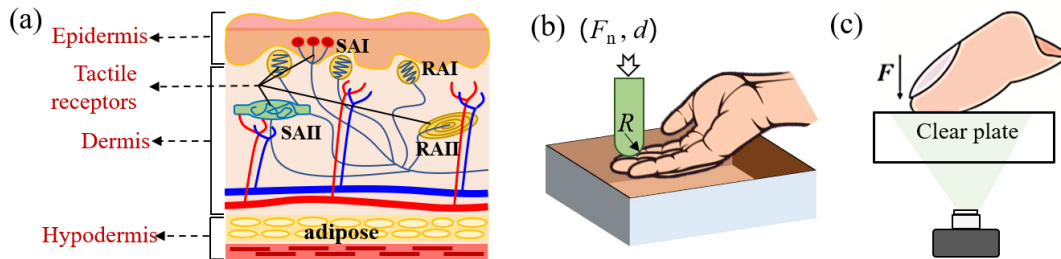 (a)
Epidermis
Tactile
receptors
Dermis
Hypodermis
SAI
RAI
SAII
RAII
adipose
(b)
(Fn, d)
R
(c)
F
Clear plate